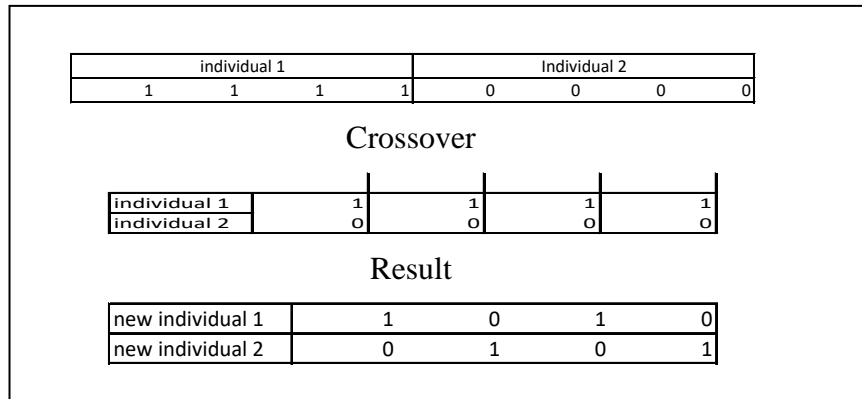 individual 1 Individual 2
1 1 1 1 0 0 0 0
Crossover
individual 1 1 1 1 1
individual 2 0 0 0 0
Result
new individual 1 1 0 1 0
new individual 2 0 1 0 1